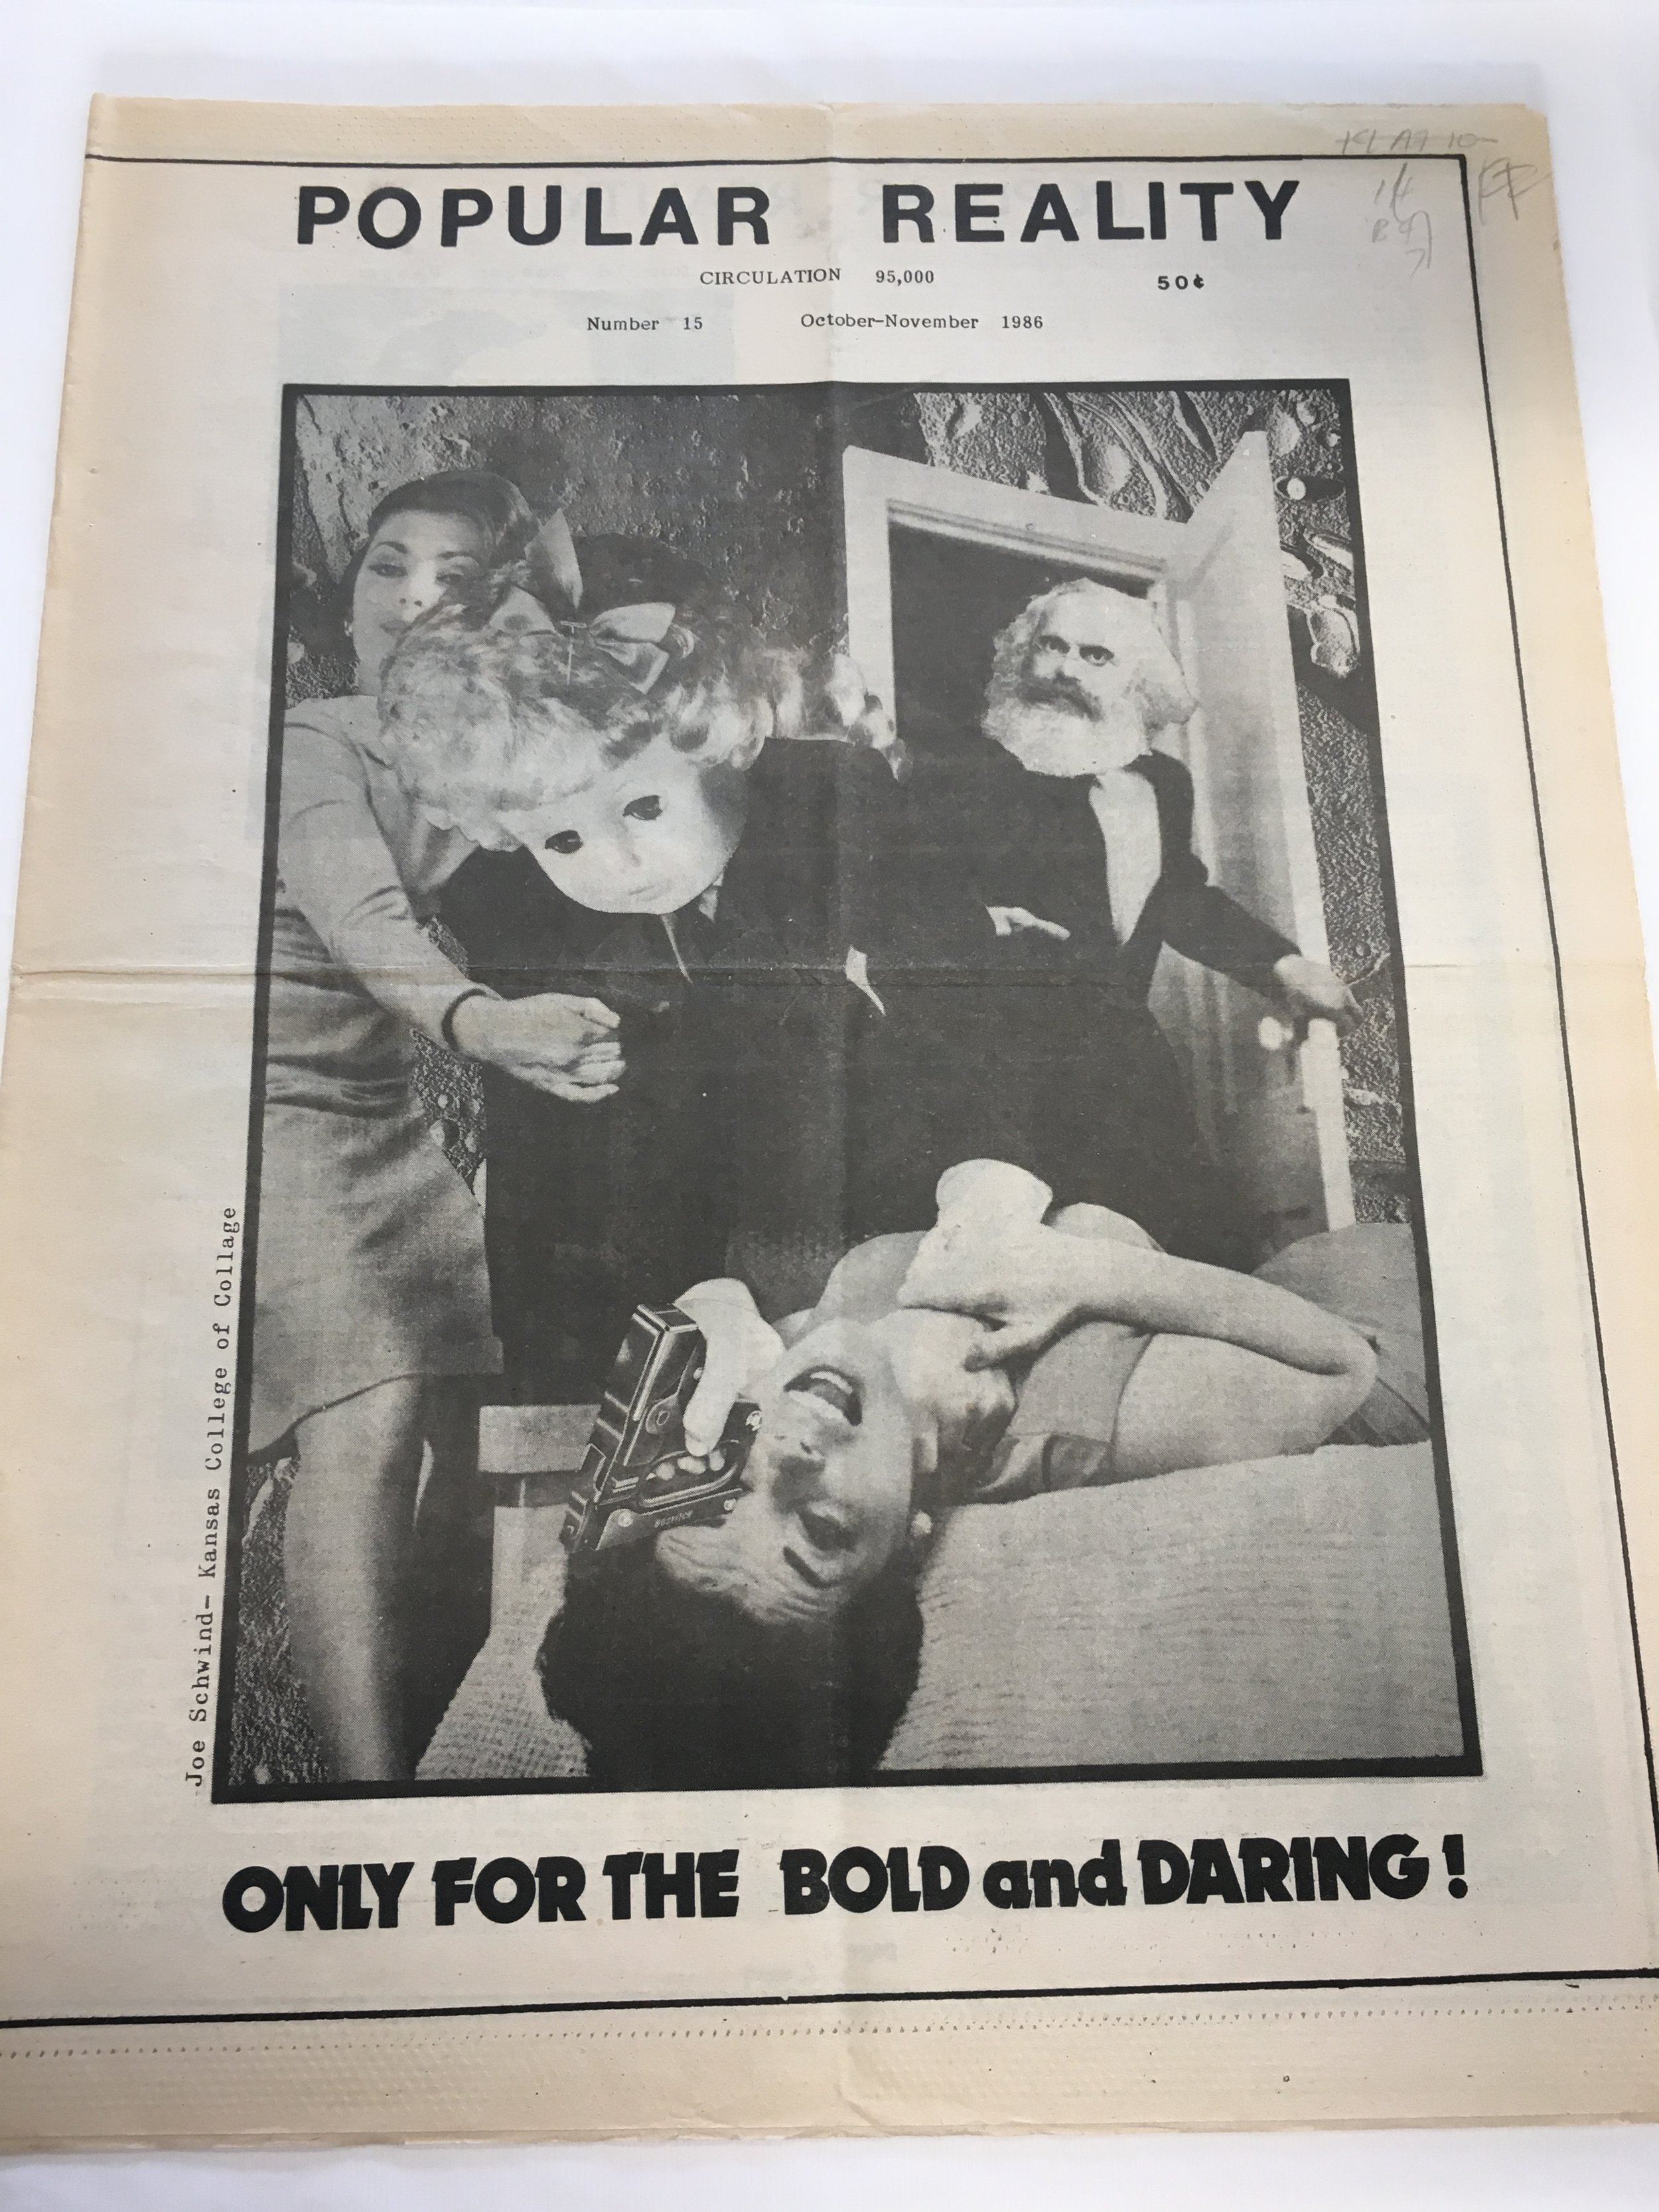 POPULAR REALITY
CIRCULATION 95,000
50¢
Number 15 October-November 1986
Joe Schwind- Kansas College of Collage
BOSTITCH
ONLY FOR THE BOLD and DARING!